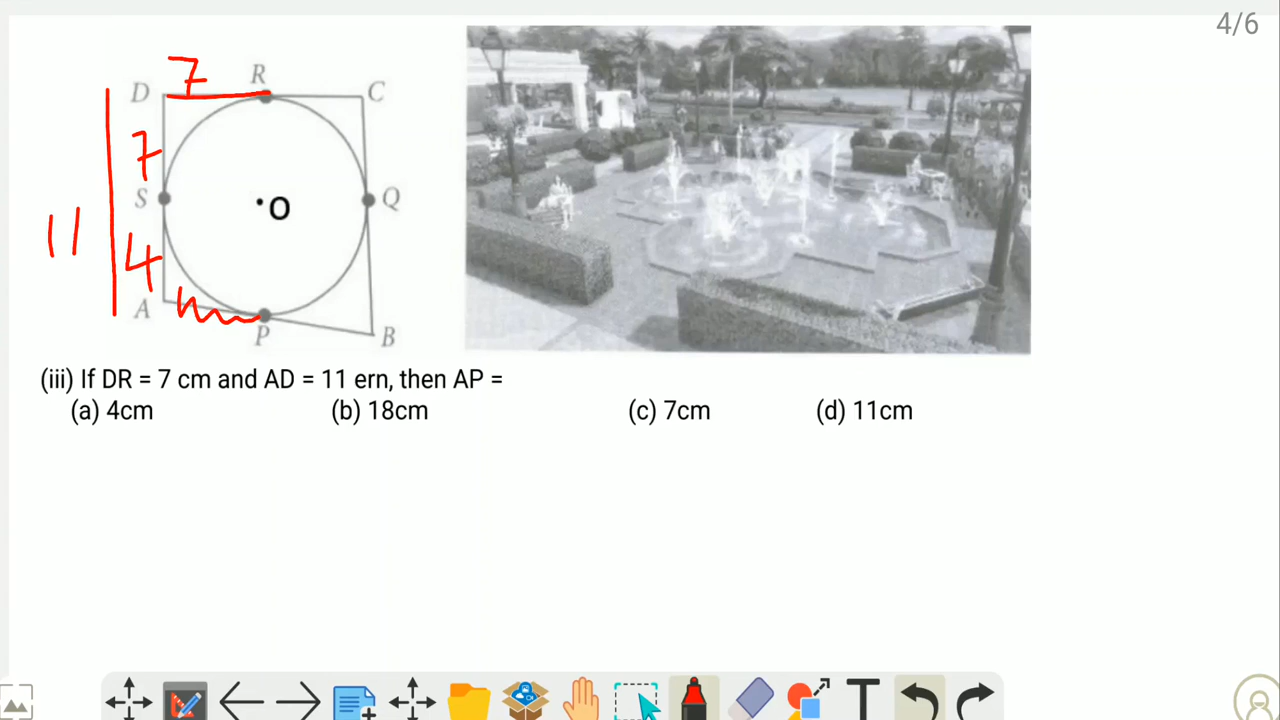 4/6
7
D R C
7
S O Q
11
4
A P B
(iii) If DR = 7 cm and AD = 11 ern, then AP =
(a) 4cm (b) 18cm (c) 7cm (d) 11cm
T